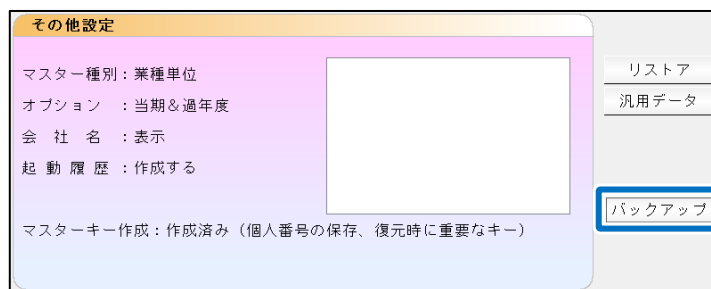 その他設定
マスター種別：業種単位
オプション　：当期＆過年度
会　社　名　：表示
起 動 履 歴 ：作成する
マスターキー作成：作成済み（個人番号の保存、復元時に重要なキー）
リストア
汎用データ
バックアップ